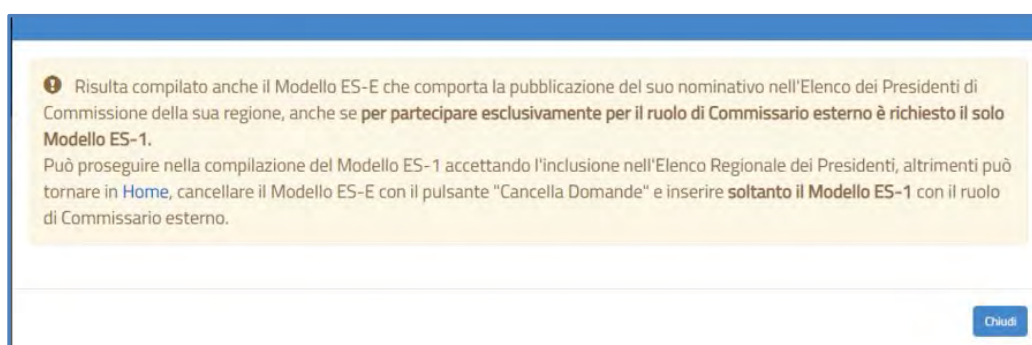 Risulta compilato anche il Modello ES-E che comporta la pubblicazione del suo nominativo nell'Elenco dei Presidenti di
Commissione della sua regione, anche se per partecipare esclusivamente per il ruolo di Commissario esterno è richiesto il solo
Modello ES-1.
Può proseguire nella compilazione del Modello ES-1 accettando l'inclusione nell'Elenco Regionale dei Presidenti, altrimenti può
tornare in Home, cancellare il Modello ES-E con il pulsante "Cancella Domande" e inserire soltanto il Modello ES-1 con il ruolo
di Commissario esterno.
Chiudi